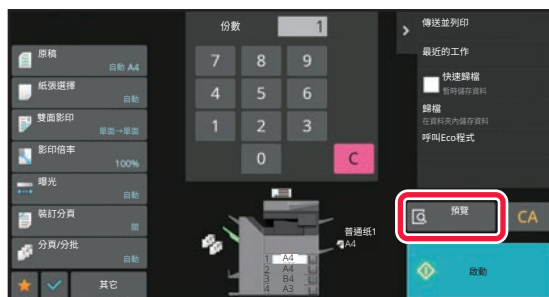 份數
1
傳送並列印
原稿
自動 A4
最近的工作
7
8
9
紙張選擇
自動
快速歸檔
暫時儲存資料
4
5
6
歸檔
在資料夾內儲存資料
雙面影印
單面→單面
1
2
3
呼叫Eco程式
影印倍率
100%
0
C
曝光
自動
預覽
CA
裝訂分頁
關
普通紙1
A4
分頁/分批
自動
1 A4
2 A4
3 B4
4 A3
其它
啟動